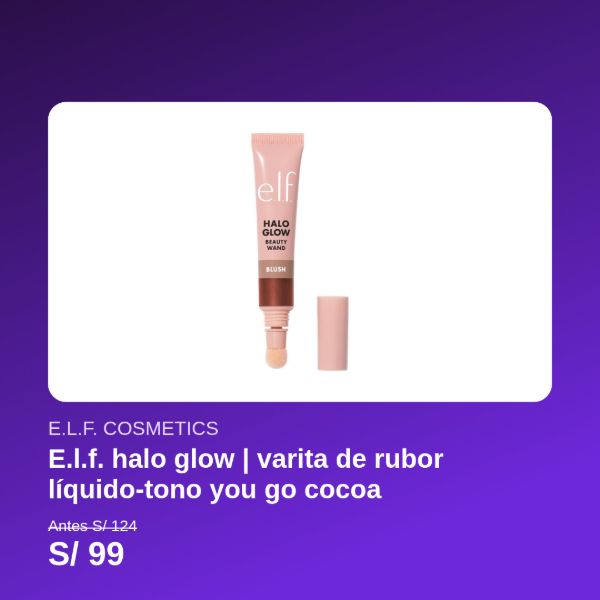 e.l.f.
HALO
GLOW
BEAUTY
WAND
BLUSH
E.L.F. COSMETICS
E.l.f. halo glow | varita de rubor
líquido-tono you go cocoa
Antes S/ 124
S/ 99